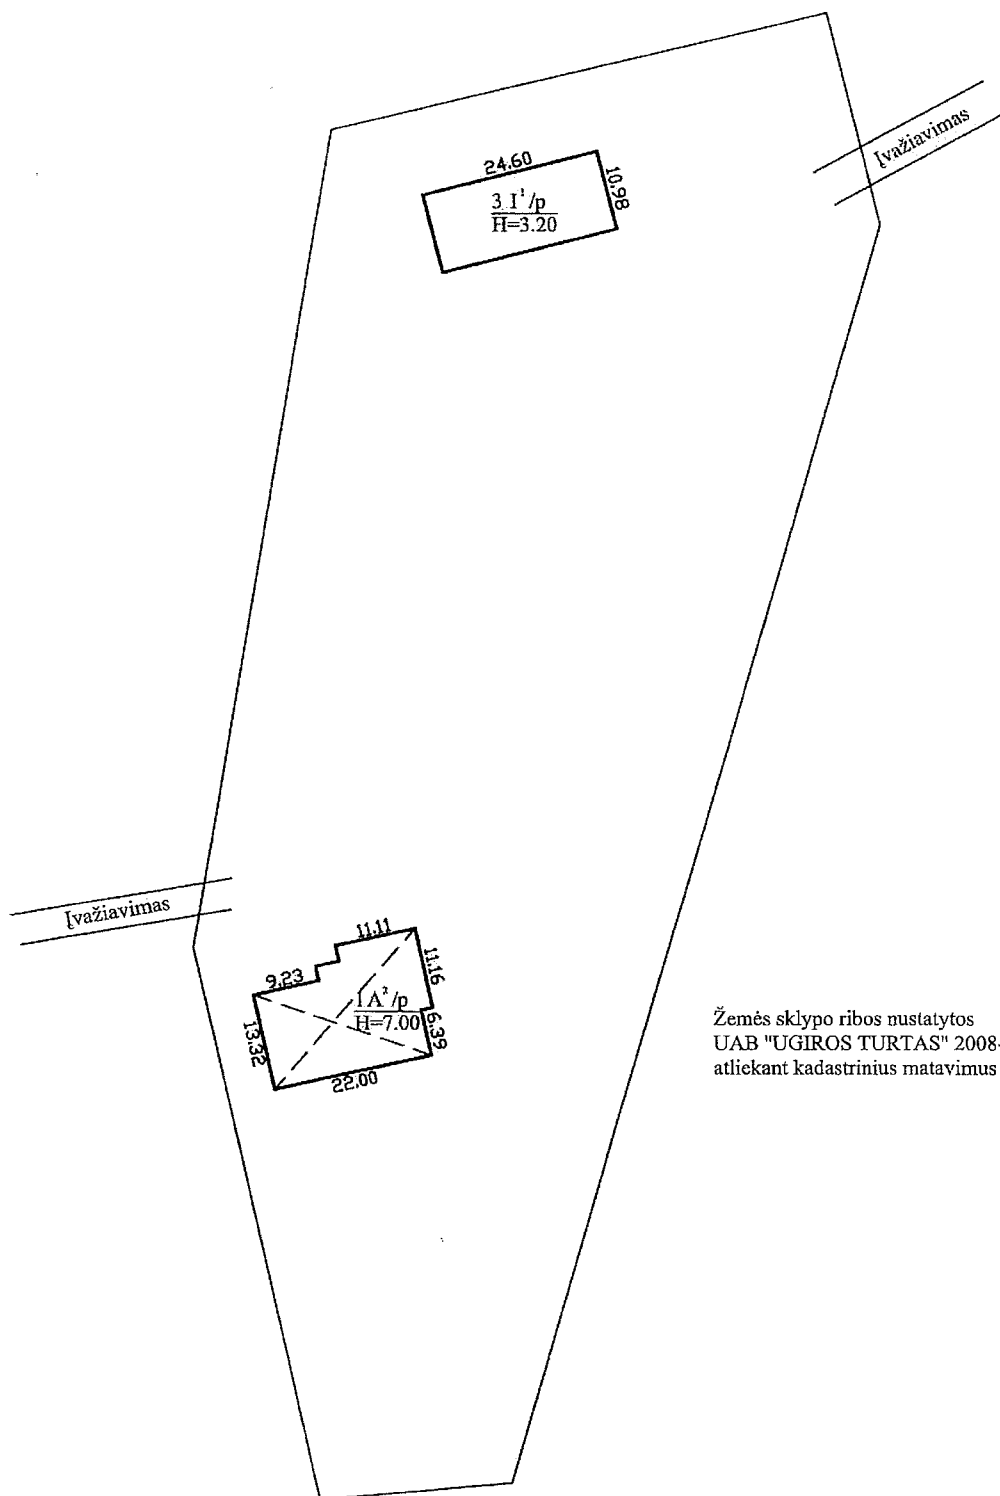 Įvažiavimas
24.60
10.98
3 I¹/p
H=3.20
Įvažiavimas
11.11
9.23
11.16
1A²/p
H=7.00
6.39
13.32
22.00
Žemės sklypo ribos nustatytos
UAB "UGIROS TURTAS" 2008-
atliekant kadastrinius matavimus